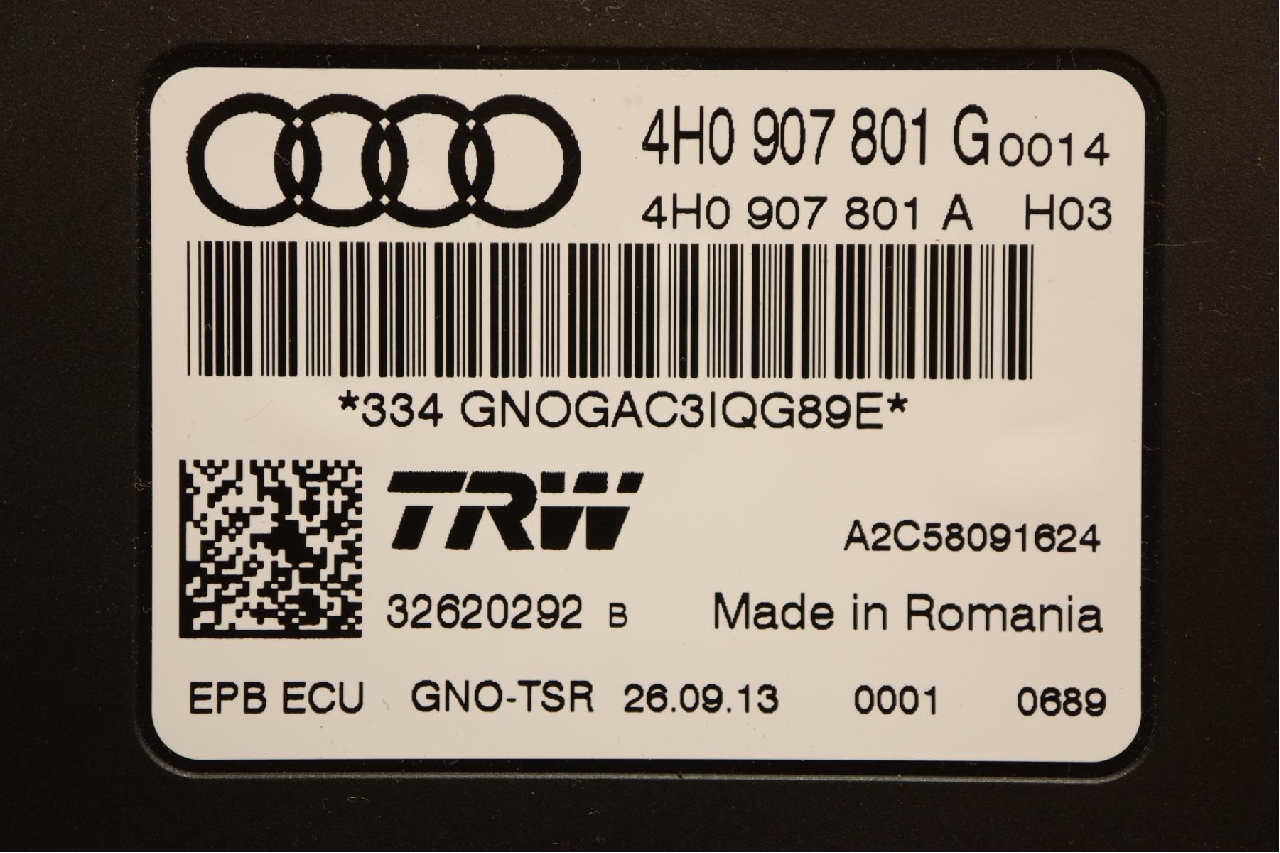 4H0 907 801 G 0014
4H0 907 801 A H03
*334 GNOGAC3IQG89E*
TRW
A2C58091624
32620292 B Made in Romania
EPB ECU GNO-TSR 26.09.13 0001 0689